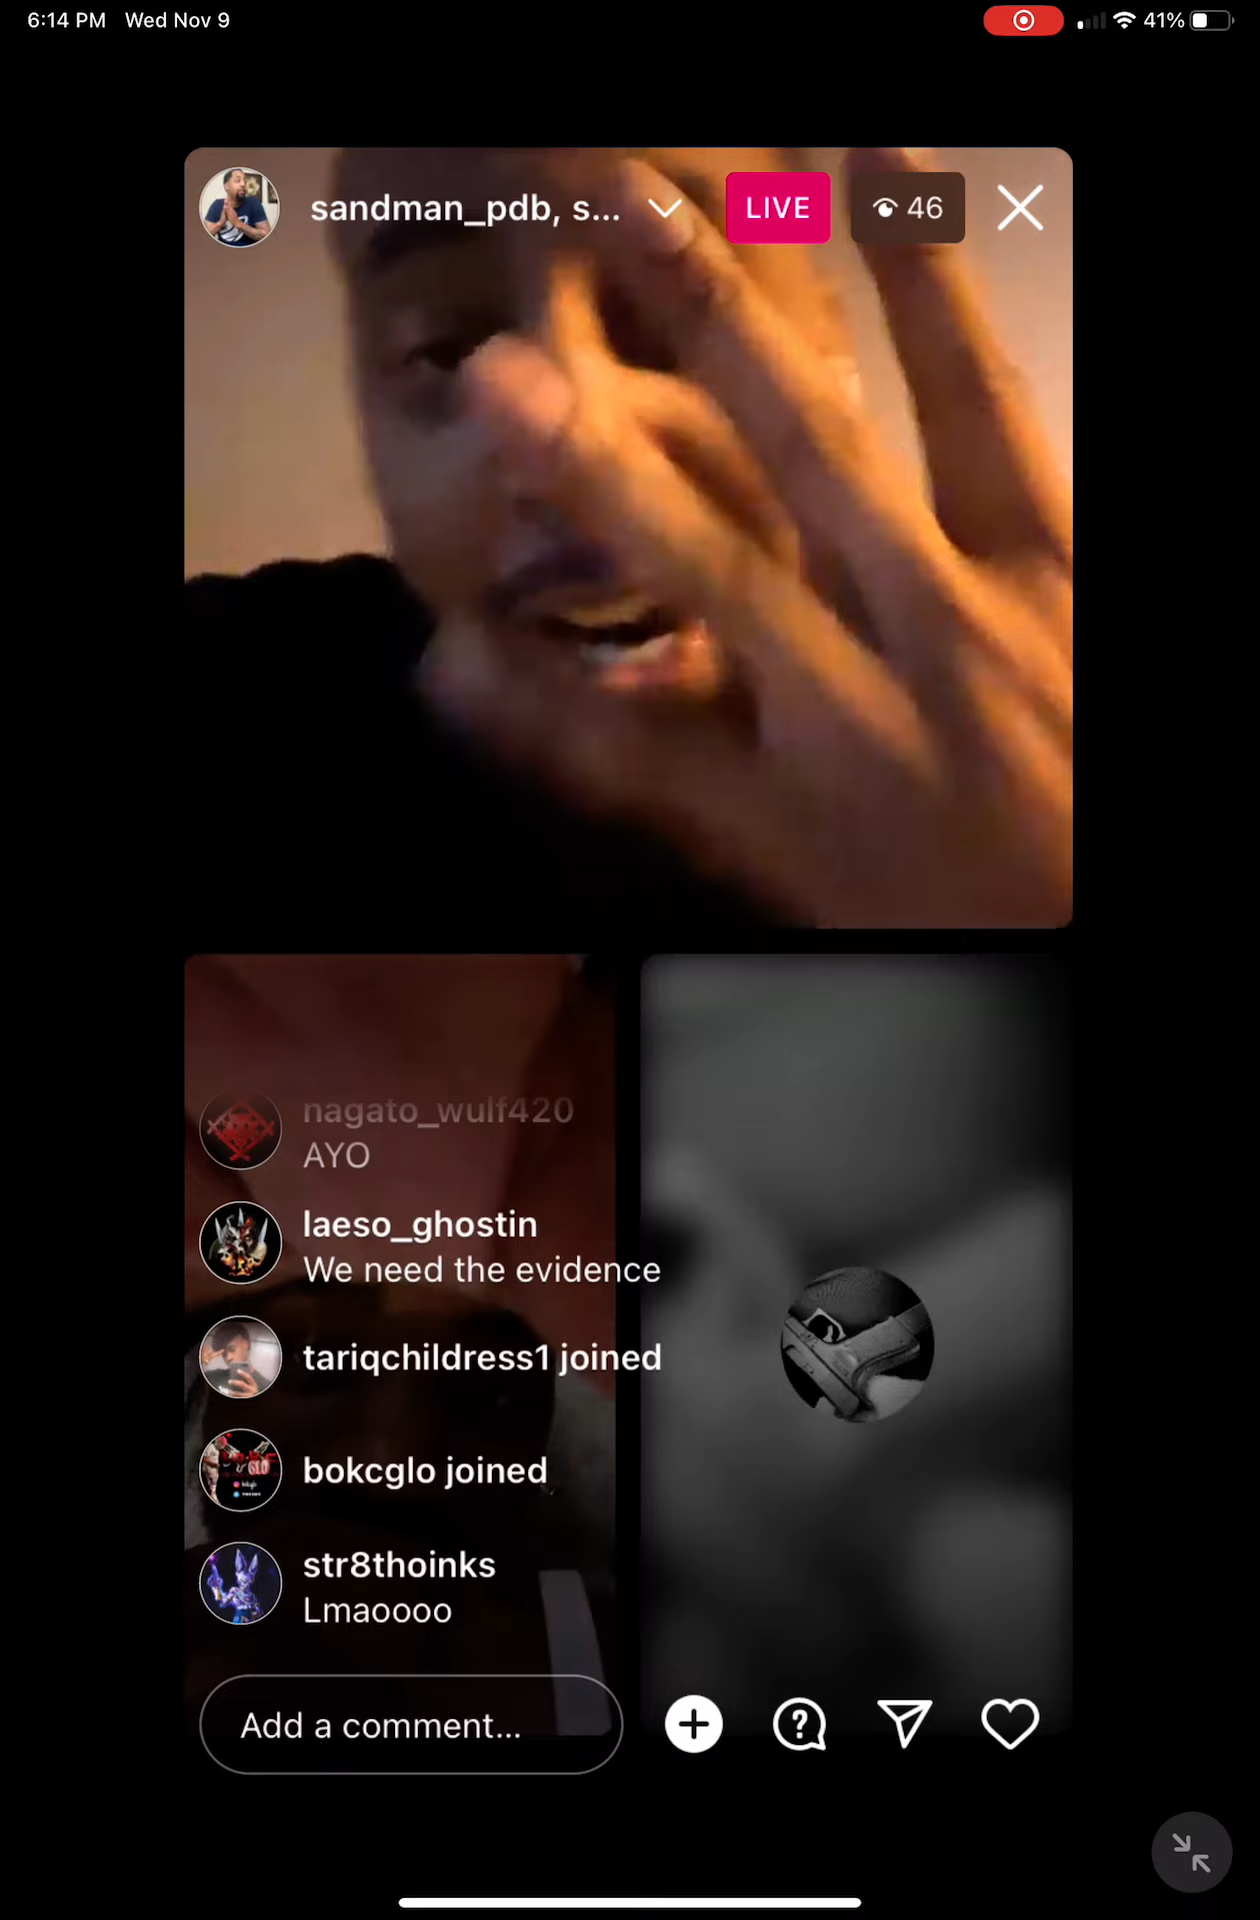 6:14 PM Wed Nov 9
41%
sandman_pdb, s...
LIVE
46
nagato_wulf420
AYO
laeso_ghostin
We need the evidence
tariqchildress1 joined
bokcglo joined
str8thoinks
Lmaoooo
Add a comment...